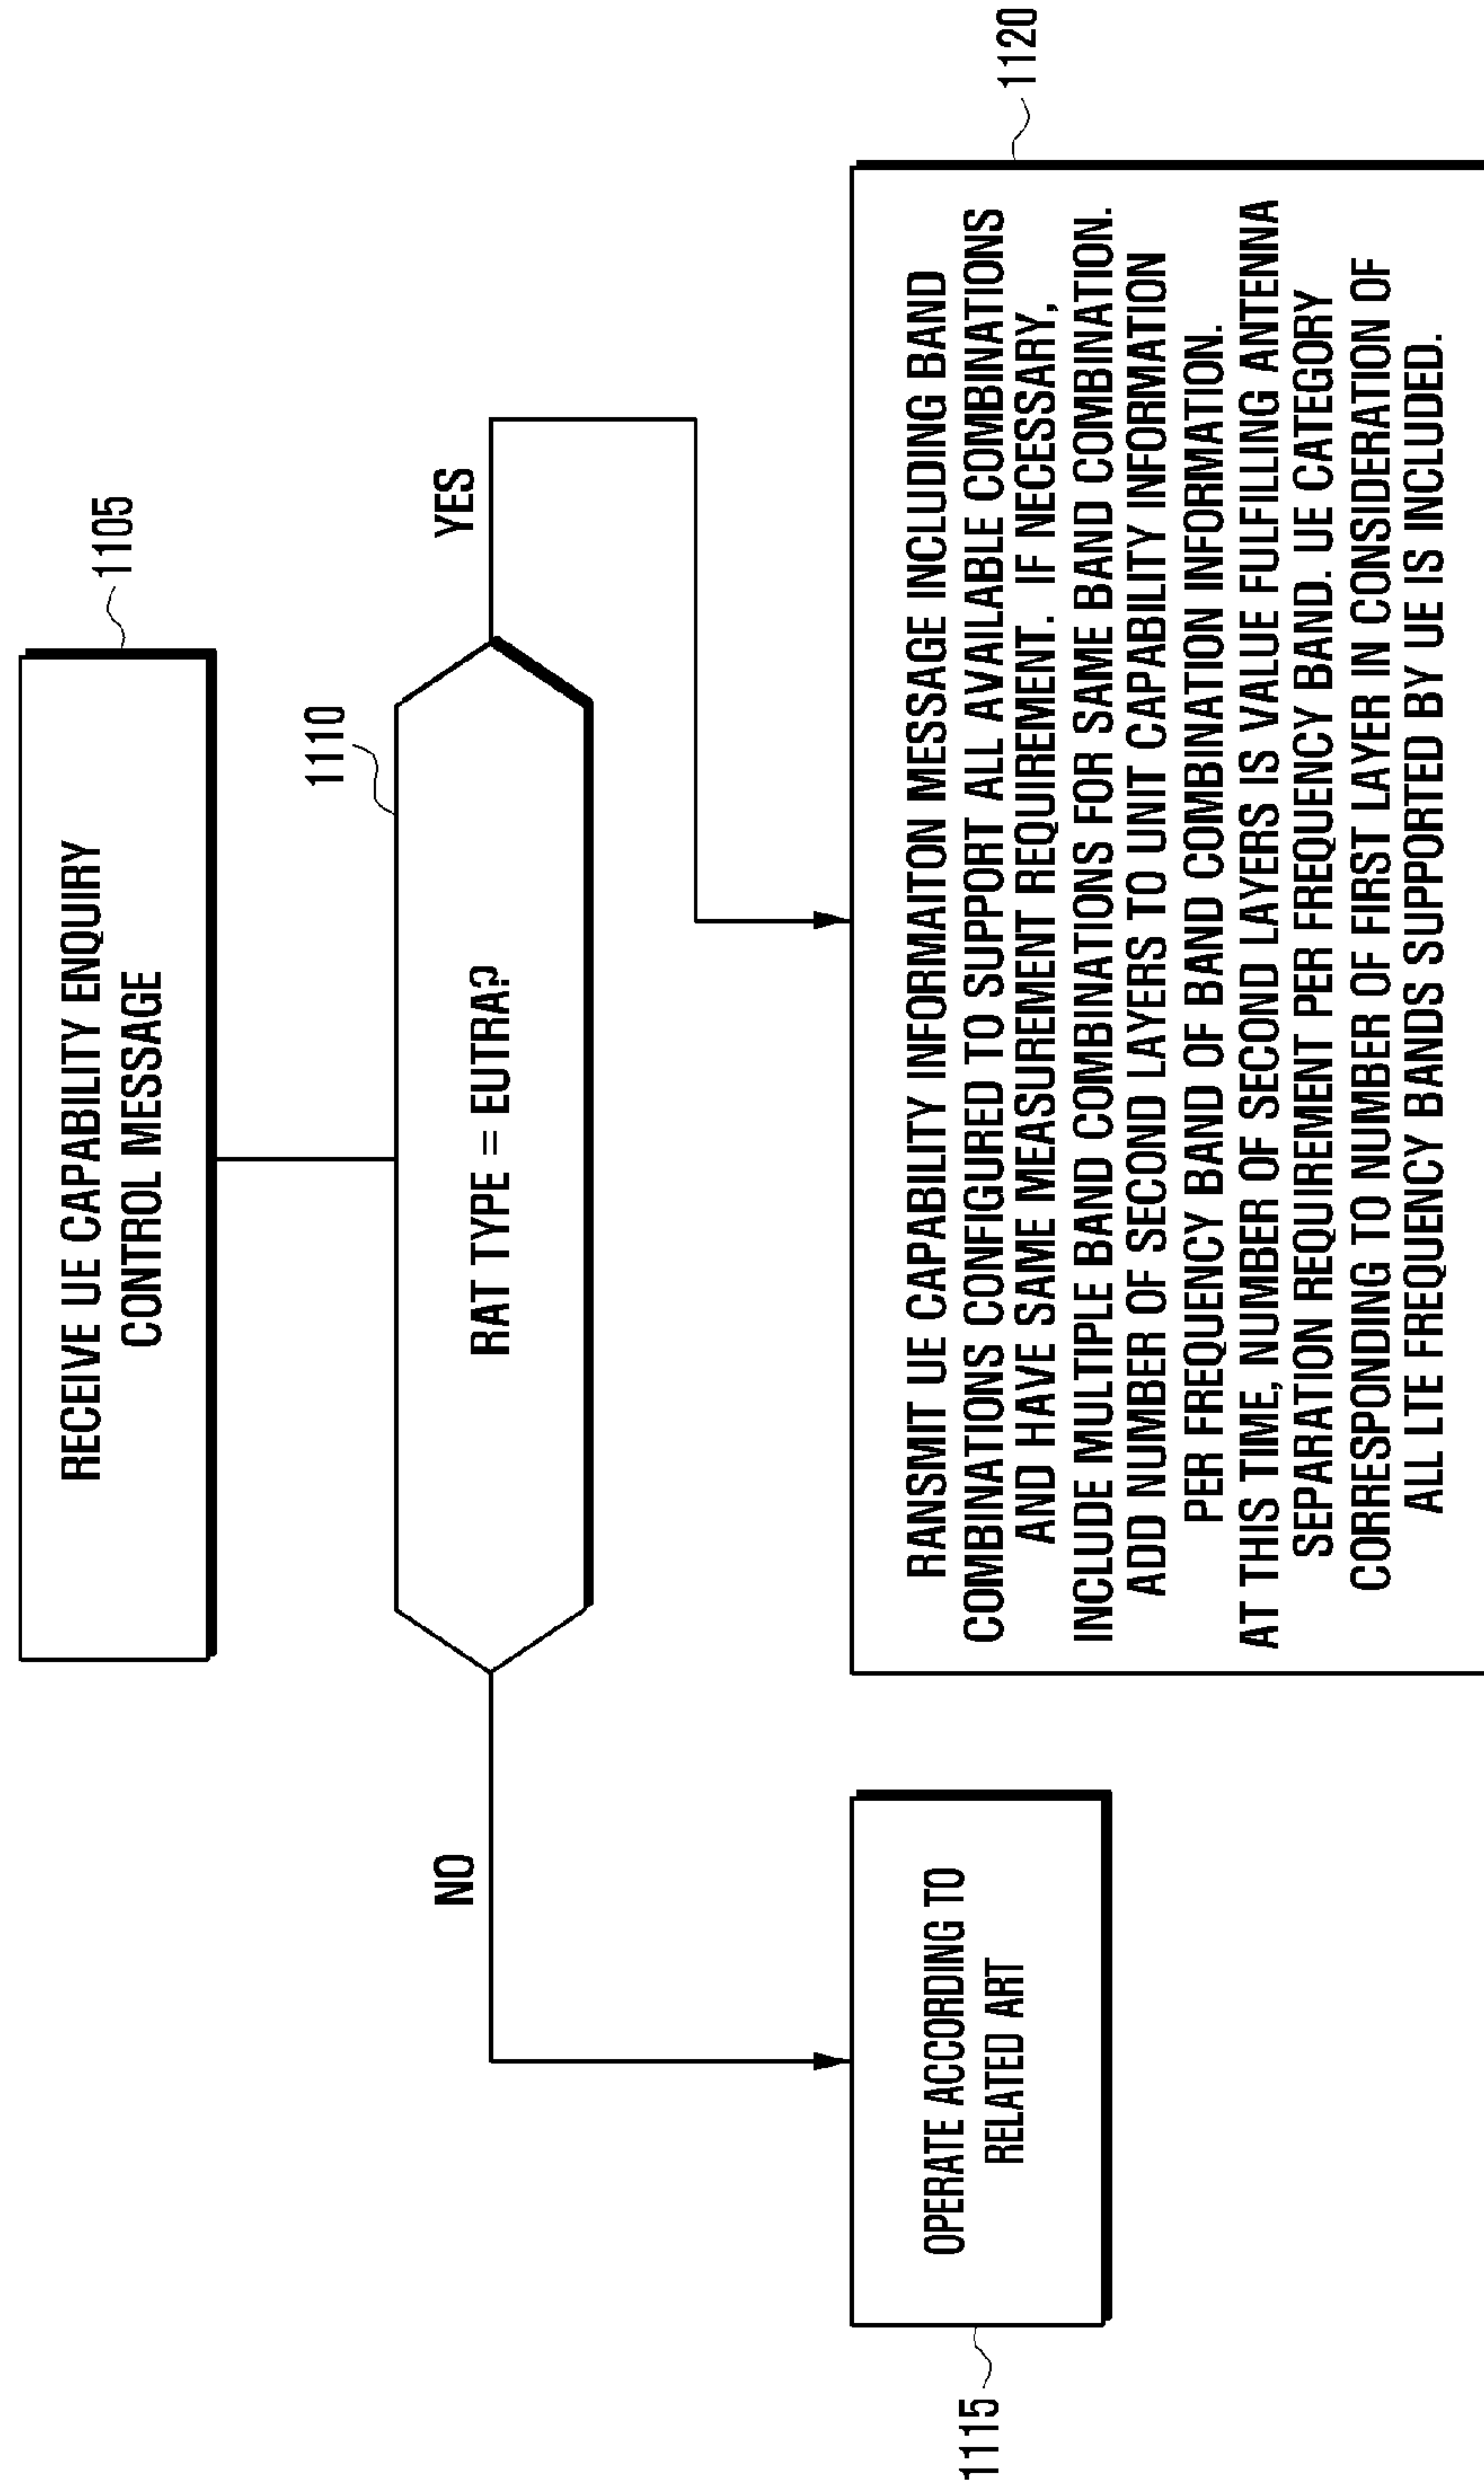 RECEIVE UE CAPABILITY ENQUIRY
CONTROL MESSAGE
1105
1110
RAT TYPE = EUTRA?
NO
YES
OPERATE ACCORDING TO
RELATED ART
1115
RANSMIT UE CAPABILITY INFORMAITON MESSAGE INCLUDING BAND
COMBINATIONS CONFIGURED TO SUPPORT ALL AVAILABLE COMBINATIONS
AND HAVE SAME MEASUREMENT REQUIREMENT. IF NECESSARY,
INCLUDE MULTIPLE BAND COMBINATIONS FOR SAME BAND COMBINATION.
ADD NUMBER OF SECOND LAYERS TO UNIT CAPABILITY INFORMATION
PER FREQUENCY BAND OF BAND COMBINATION INFORMATION.
AT THIS TIME, NUMBER OF SECOND LAYERS IS VALUE FULFILLING ANTENNA
SEPARATION REQUIREMENT PER FREQUENCY BAND. UE CATEGORY
CORRESPONDING TO NUMBER OF FIRST LAYER IN CONSIDERATION OF
ALL LTE FREQUENCY BANDS SUPPORTED BY UE IS INCLUDED.
1120